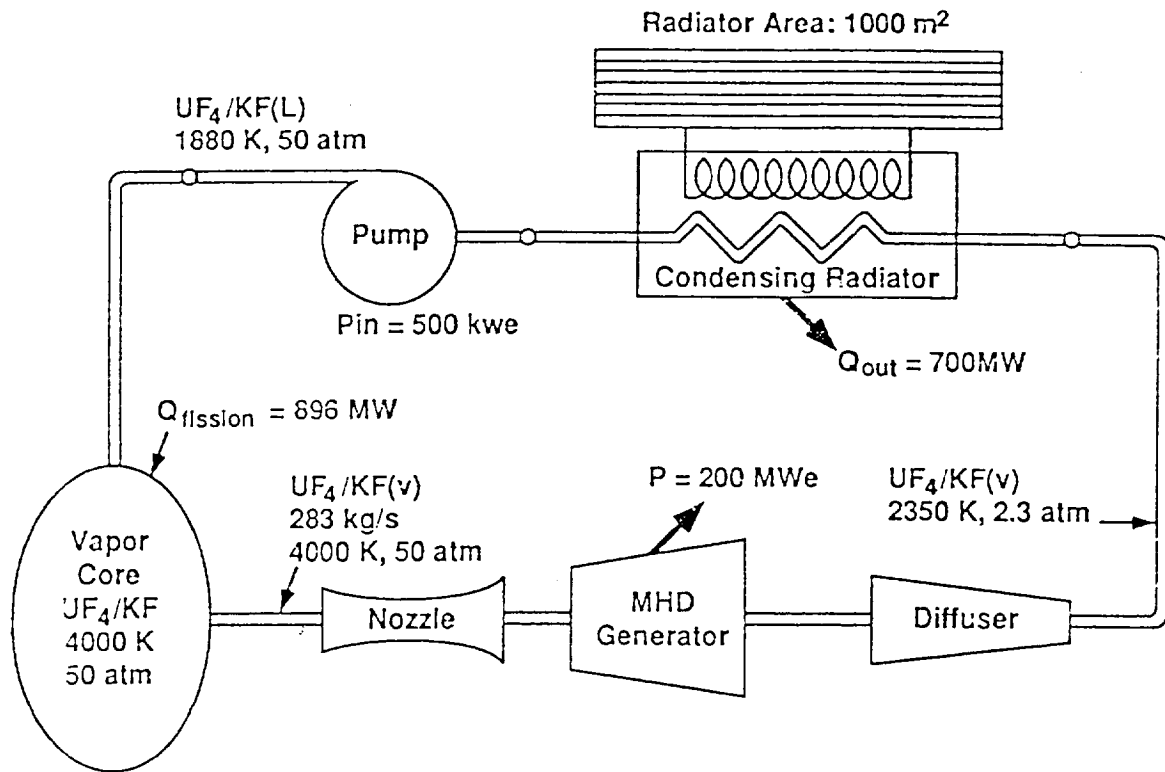 Radiator Area: 1000 m²
UF₄/KF(L)
1880 K, 50 atm
Pump
Condensing Radiator
Pin = 500 kwe
Q_out = 700MW
Q_fission = 896 MW
UF₄/KF(v)
283 kg/s
4000 K, 50 atm
P = 200 MWe
UF₄/KF(v)
2350 K, 2.3 atm
Vapor
Core
UF₄/KF
4000 K
50 atm
Nozzle
MHD
Generator
Diffuser